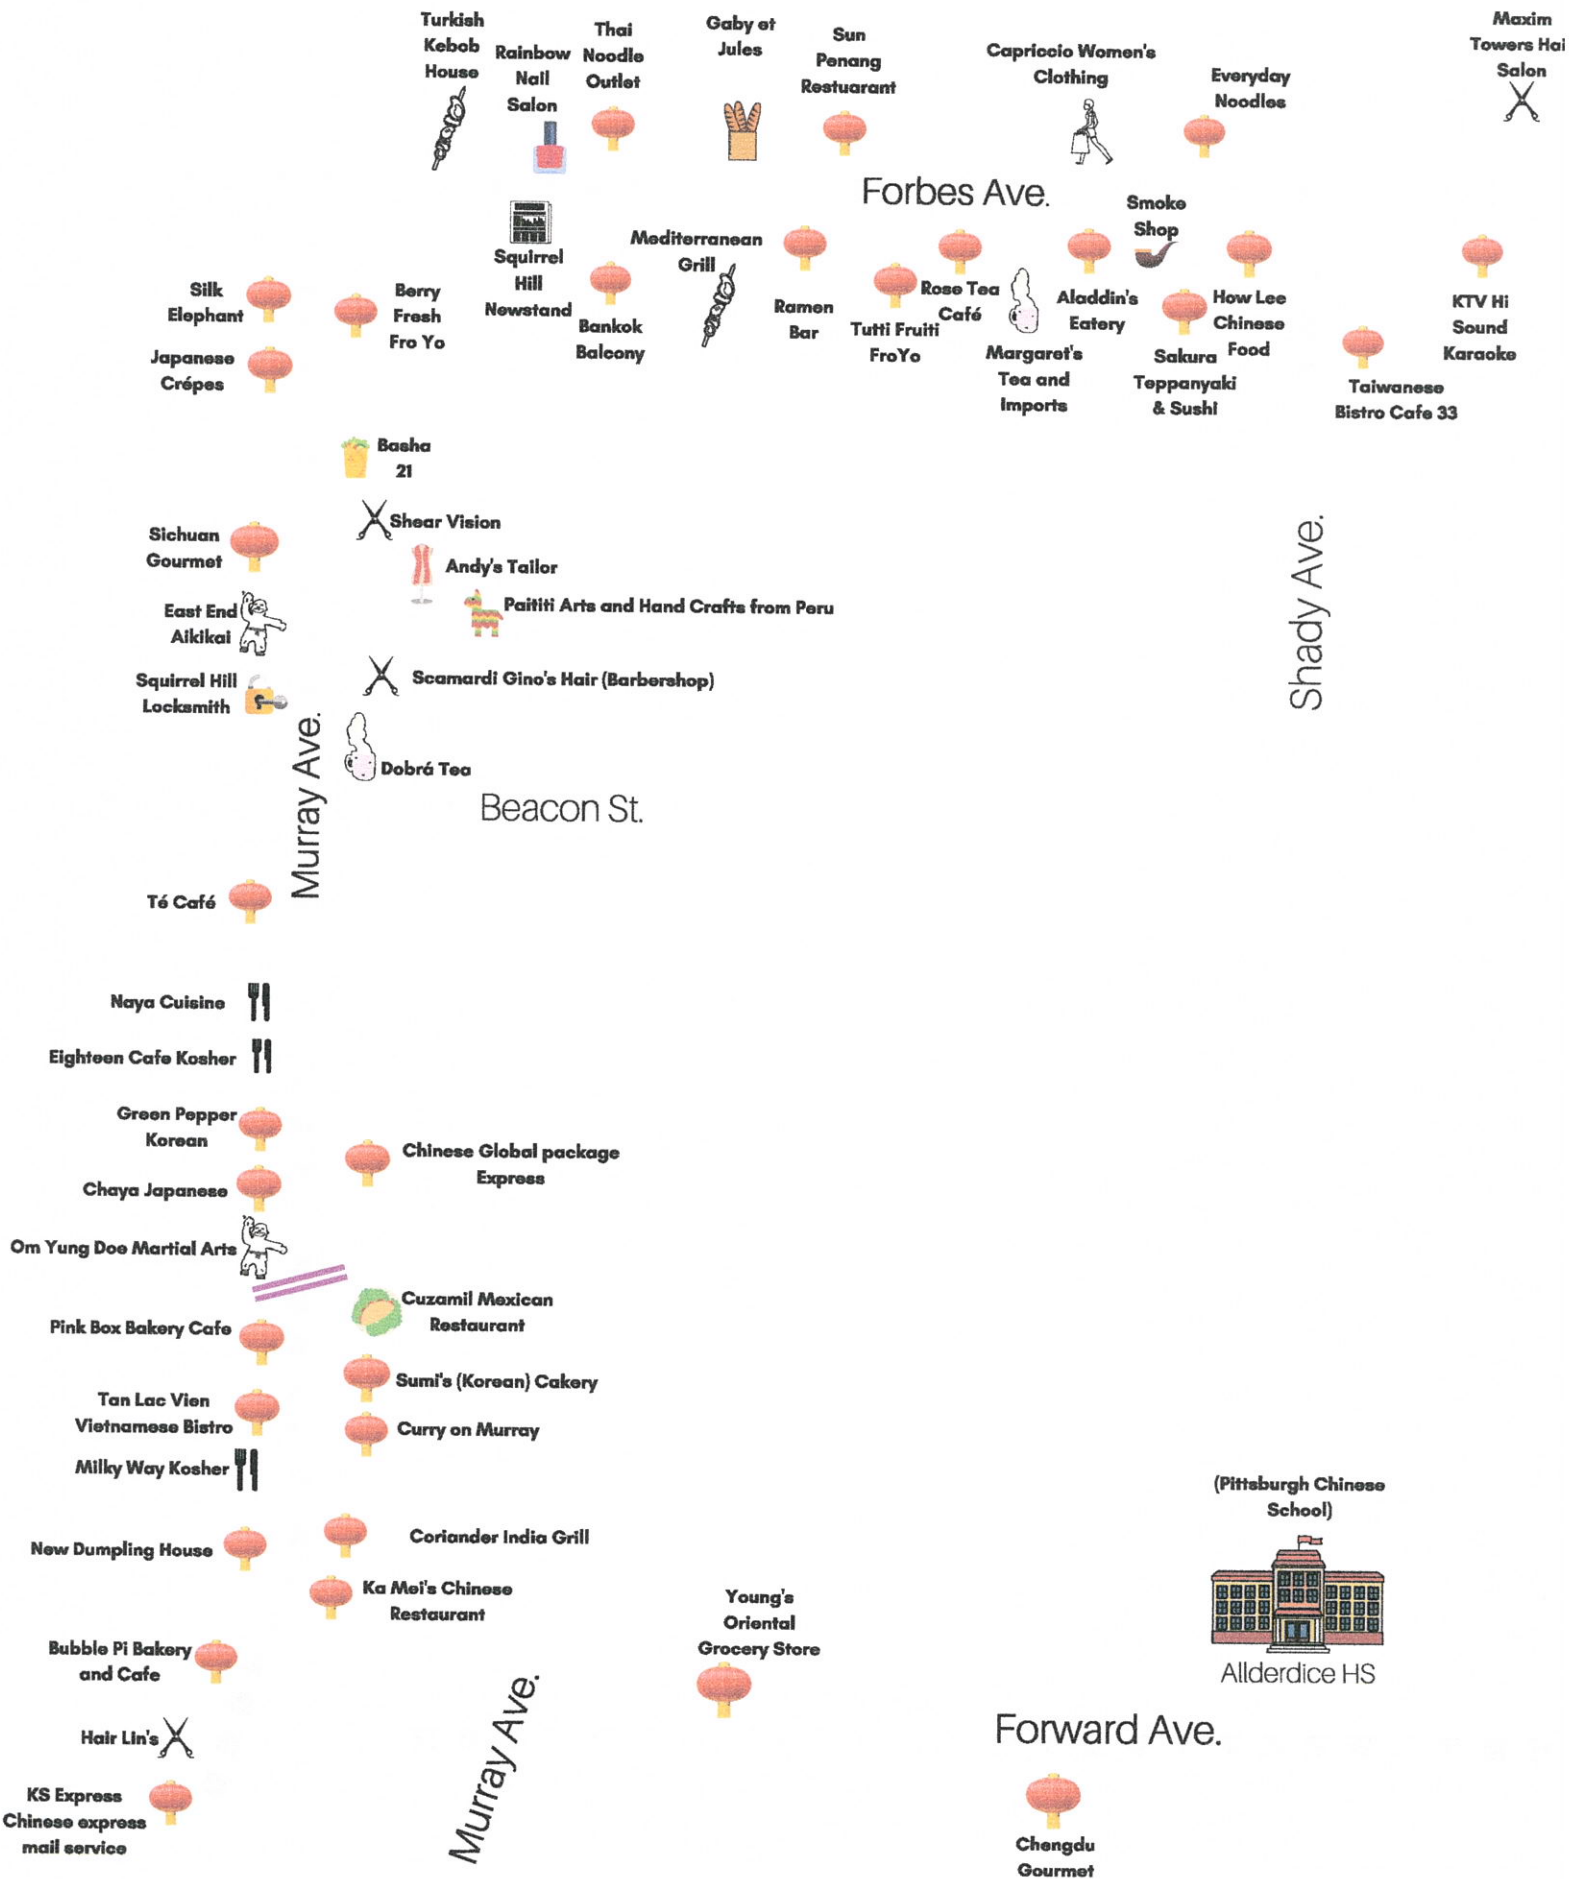 Turkish
Kebob
House
Rainbow
Nail
Salon
Thai
Noodle
Outlet
Gaby et
Jules
Sun
Penang
Restuarant
Capriccio Women's
Clothing
Everyday
Noodles
Maxim
Towers Hai
Salon
Forbes Ave.
Squirrel
Hill
Newstand
Bankok
Balcony
Mediterranean
Grill
Ramen
Bar
Tutti Fruiti
FroYo
Rose Tea
Café
Margaret's
Tea and
Imports
Aladdin's
Eatery
Smoke
Shop
Sakura
Teppanyaki
& Sushi
How Lee
Chinese
Food
Taiwanese
Bistro Cafe 33
KTV Hi
Sound
Karaoke
Silk
Elephant
Berry
Fresh
Fro Yo
Japanese
Crépes
Basha
21
Shear Vision
Sichuan
Gourmet
Andy's Tailor
Paititi Arts and Hand Crafts from Peru
East End
Aikikai
Squirrel Hill
Locksmith
Scamardi Gino's Hair (Barbershop)
Shady Ave.
Murray Ave.
Dobrá Tea
Beacon St.
Té Café
Naya Cuisine
Eighteen Cafe Kosher
Green Pepper
Korean
Chinese Global package
Express
Chaya Japanese
Om Yung Doe Martial Arts
Cuzamil Mexican
Restaurant
Pink Box Bakery Cafe
Sumi's (Korean) Cakery
Tan Lac Vien
Vietnamese Bistro
Curry on Murray
Milky Way Kosher
New Dumpling House
Coriander India Grill
Ka Mei's Chinese
Restaurant
Bubble Pi Bakery
and Cafe
Young's
Oriental
Grocery Store
(Pittsburgh Chinese
School)
Allderdice HS
Hair Lin's
Murray Ave.
Forward Ave.
KS Express
Chinese express
mail service
Chengdu
Gourmet